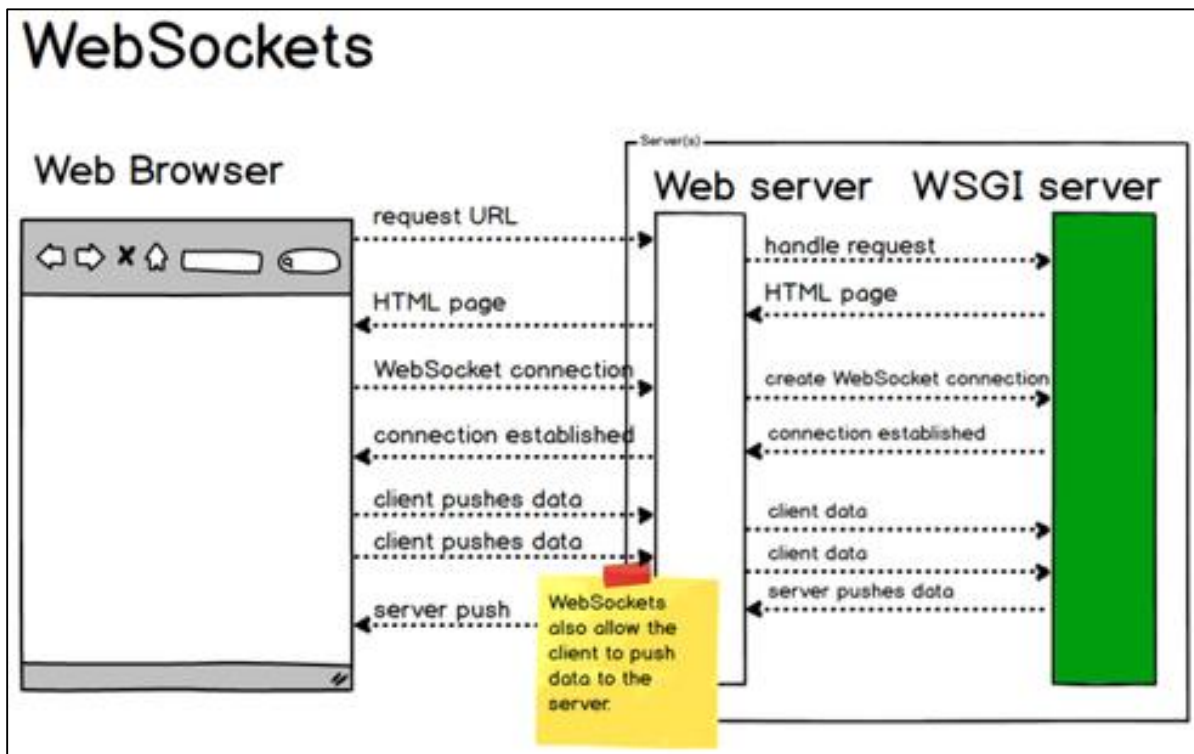 WebSockets
Server(s)
Web Browser
Web server
WSGI server
request URL
handle request
HTML page
HTML page
WebSocket connection
create WebSocket connection
connection established
connection established
client pushes data
client data
client pushes data
client data
server pushes data
server push
WebSockets
also allow the
client to push
data to the
server.